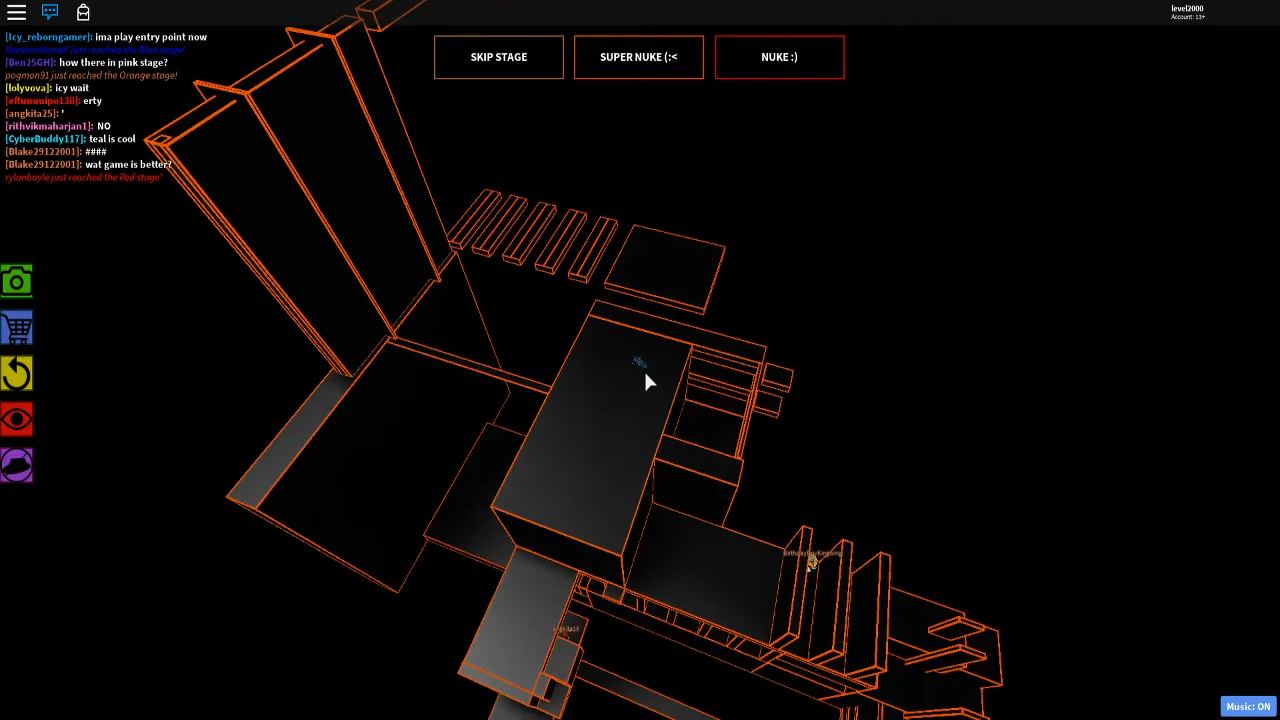 level2000
Account: 13+
[Icy_reborngamer]: ima play entry point now
[Ben25GH]: how there in pink stage?
pogman91 just reached the Orange stage!
[lolyvova]: icy wait
erty
[angkita25]: '
[rithvikmaharjan1]: NO
[CyberBuddy117]: teal is cool
[Blake29122001]: ####
[Blake29122001]: wat game is better?
rylanboyle just reached the Red stage!
SKIP STAGE
SUPER NUKE (:<
NUKE :)
Music: ON